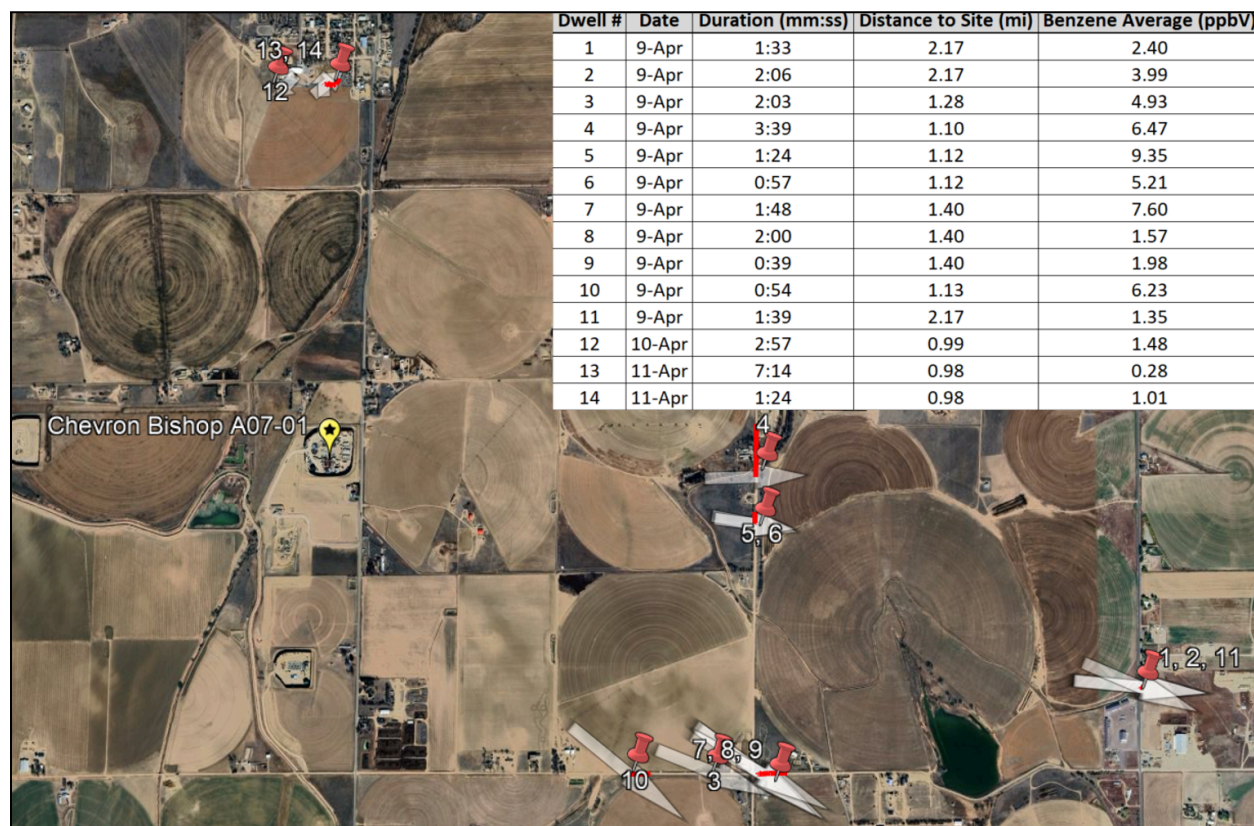 Dwell # Date Duration (mm:ss) Distance to Site (mi) Benzene Average (ppbV)
1 9-Apr 1:33 2.17 2.40
2 9-Apr 2:06 2.17 3.99
3 9-Apr 2:03 1.28 4.93
4 9-Apr 3:39 1.10 6.47
5 9-Apr 1:24 1.12 9.35
6 9-Apr 0:57 1.12 5.21
7 9-Apr 1:48 1.40 7.60
8 9-Apr 2:00 1.40 1.57
9 9-Apr 0:39 1.40 1.98
10 9-Apr 0:54 1.13 6.23
11 9-Apr 1:39 2.17 1.35
12 10-Apr 2:57 0.99 1.48
13 11-Apr 7:14 0.98 0.28
14 11-Apr 1:24 0.98 1.01
13, 14
12
Chevron Bishop A07-01
4
5, 6
1, 2, 11
7, 8, 9
10
3